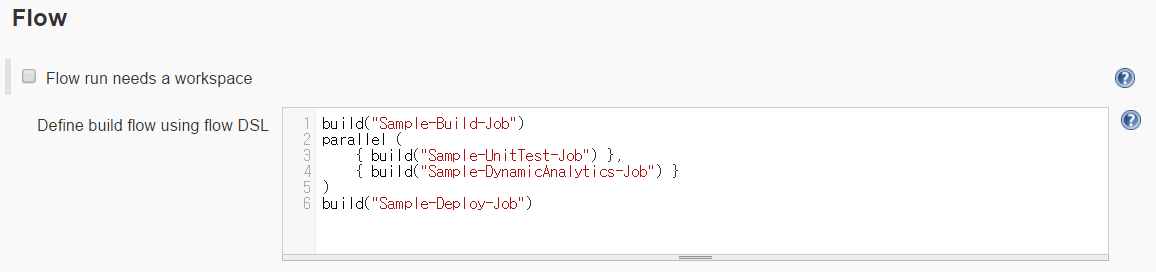 Flow
Flow run needs a workspace
Define build flow using flow DSL
1 build("Sample-Build-Job")
2 parallel (
3     { build("Sample-UnitTest-Job") },
4     { build("Sample-DynamicAnalytics-Job") }
5 )
6 build("Sample-Deploy-Job")